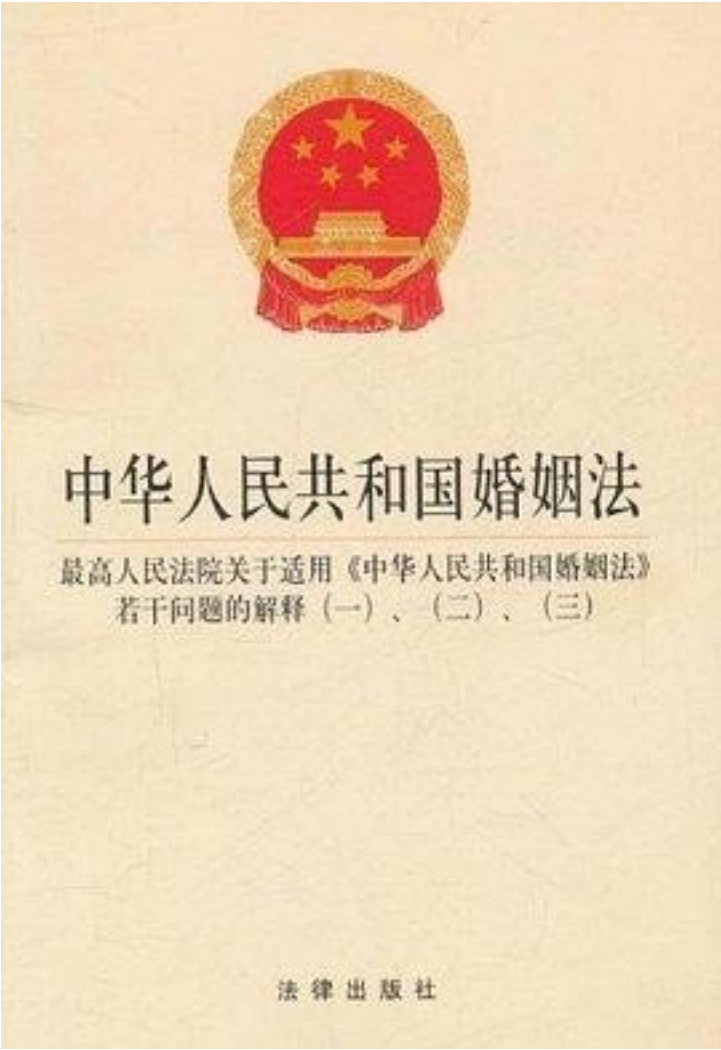 中华人民共和国婚姻法
最高人民法院关于适用《中华人民共和国婚姻法》
若干问题的解释（一）、（二）、（三）
法律出版社